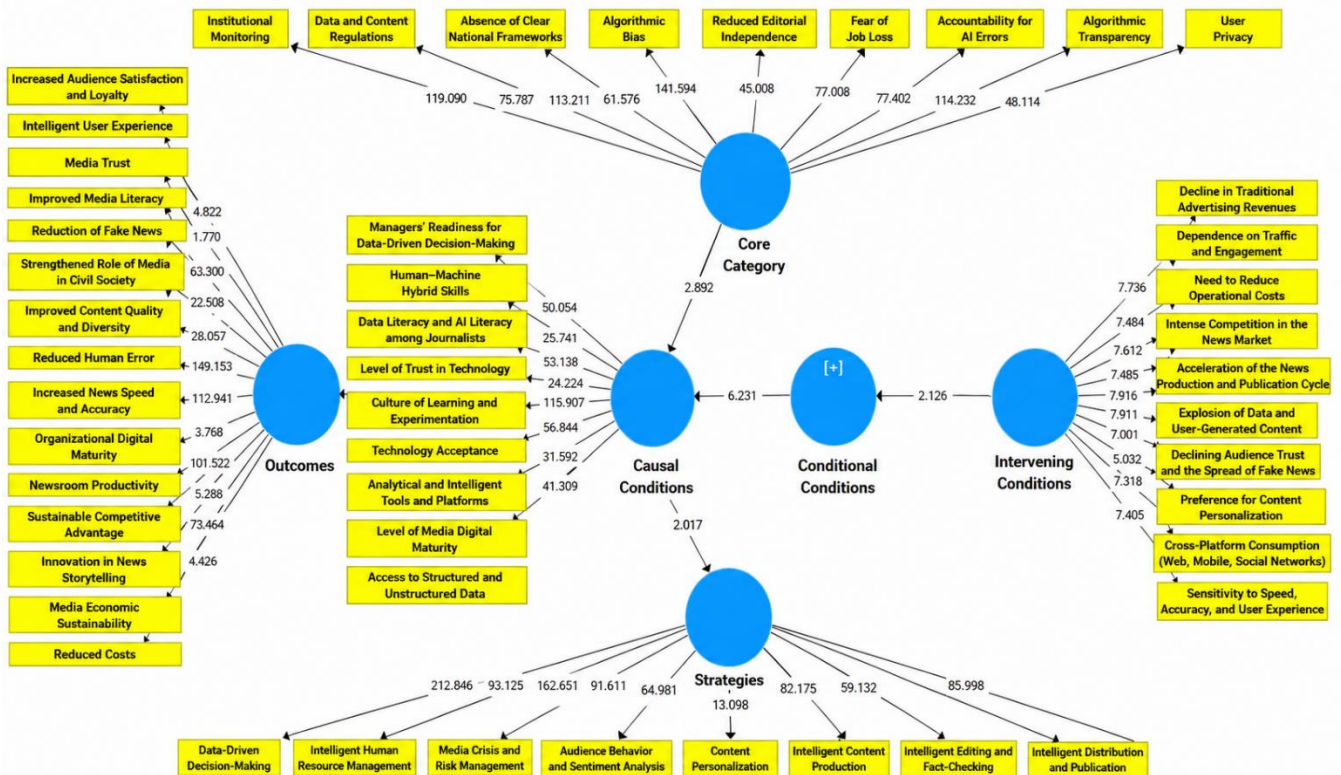 Institutional
Monitoring
Data and Content
Regulations
Absence of Clear
National Frameworks
Algorithmic
Bias
Reduced Editorial
Independence
Fear of
Job Loss
Accountability for
AI Errors
Algorithmic
Transparency
User
Privacy
119.090
75.787
113.211
61.576
141.594
45.008
77.008
77.402
114.232
48.114
Core
Category
2.892
Increased Audience Satisfaction
and Loyalty
Intelligent User Experience
Media Trust
Improved Media Literacy
Reduction of Fake News
Strengthened Role of Media
in Civil Society
Improved Content Quality
and Diversity
Reduced Human Error
Increased News Speed
and Accuracy
Organizational Digital
Maturity
Newsroom Productivity
Sustainable Competitive
Advantage
Innovation in News
Storytelling
Media Economic
Sustainability
Reduced Costs
4.822
1.770
63.300
22.508
28.057
149.153
112.941
3.768
101.522
5.288
73.464
4.426
Outcomes
Managers' Readiness for
Data-Driven Decision-Making
Human–Machine
Hybrid Skills
Data Literacy and AI Literacy
among Journalists
Level of Trust in Technology
Culture of Learning and
Experimentation
Technology Acceptance
Analytical and Intelligent
Tools and Platforms
Level of Media Digital
Maturity
Access to Structured and
Unstructured Data
50.054
25.741
53.138
24.224
115.907
56.844
31.592
41.309
Causal
Conditions
6.231
[+]
Conditional
Conditions
2.126
Intervening
Conditions
7.736
7.484
7.612
7.485
7.916
7.911
7.001
5.032
7.318
7.405
Decline in Traditional
Advertising Revenues
Dependence on Traffic
and Engagement
Need to Reduce
Operational Costs
Intense Competition in the
News Market
Acceleration of the News
Production and Publication Cycle
Explosion of Data and
User-Generated Content
Declining Audience Trust
and the Spread of Fake News
Preference for Content
Personalization
Cross-Platform Consumption
(Web, Mobile, Social Networks)
Sensitivity to Speed,
Accuracy, and User Experience
2.017
Strategies
212.846
93.125
162.651
91.611
64.981
13.098
82.175
59.132
85.998
Data-Driven
Decision-Making
Intelligent Human
Resource Management
Media Crisis and
Risk Management
Audience Behavior
and Sentiment Analysis
Content
Personalization
Intelligent Content
Production
Intelligent Editing and
Fact-Checking
Intelligent Distribution
and Publication